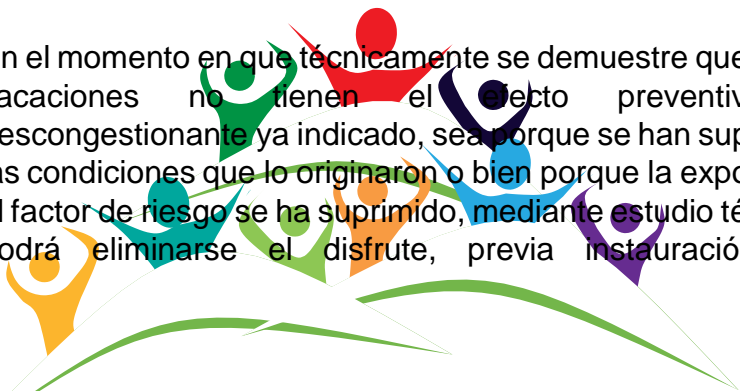 n el momento en que técnicamente se demuestre que
acaciones no tienen el efecto preventiv
escongestionante ya indicado, sea porque se han sup
as condiciones que lo originaron o bien porque la expo
l factor de riesgo se ha suprimido, mediante estudio té
odrá eliminarse el disfrute, previa instauració